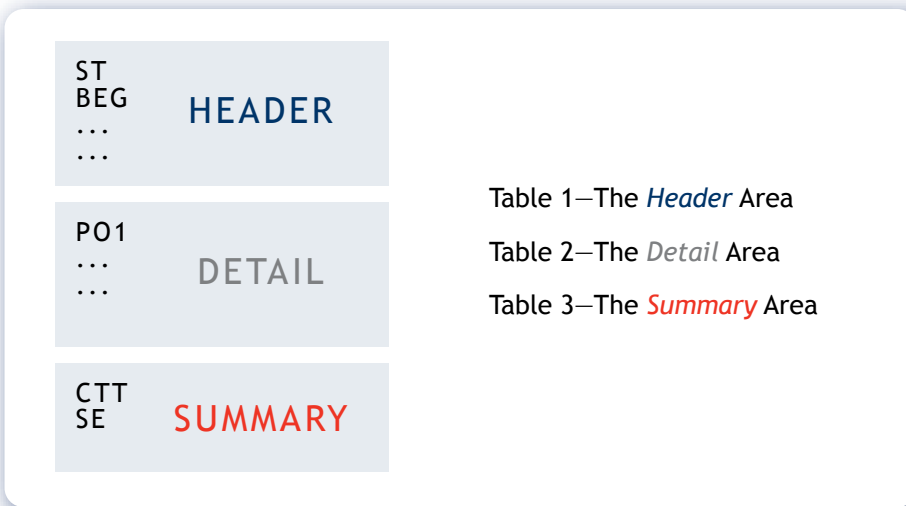 ST
BEG
...
...
HEADER
PO1
...
...
DETAIL
CTT
SE
SUMMARY
Table 1—The Header Area
Table 2—The Detail Area
Table 3—The Summary Area